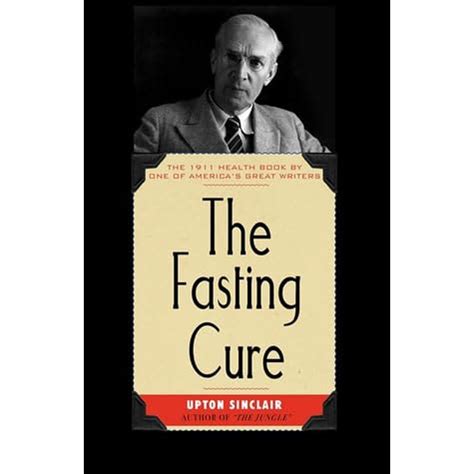 THE 1911 HEALTH BOOK BY
ONE OF AMERICA'S GREAT WRITERS
The
Fasting
Cure
UPTON SINCLAIR
AUTHOR OF "THE JUNGLE"